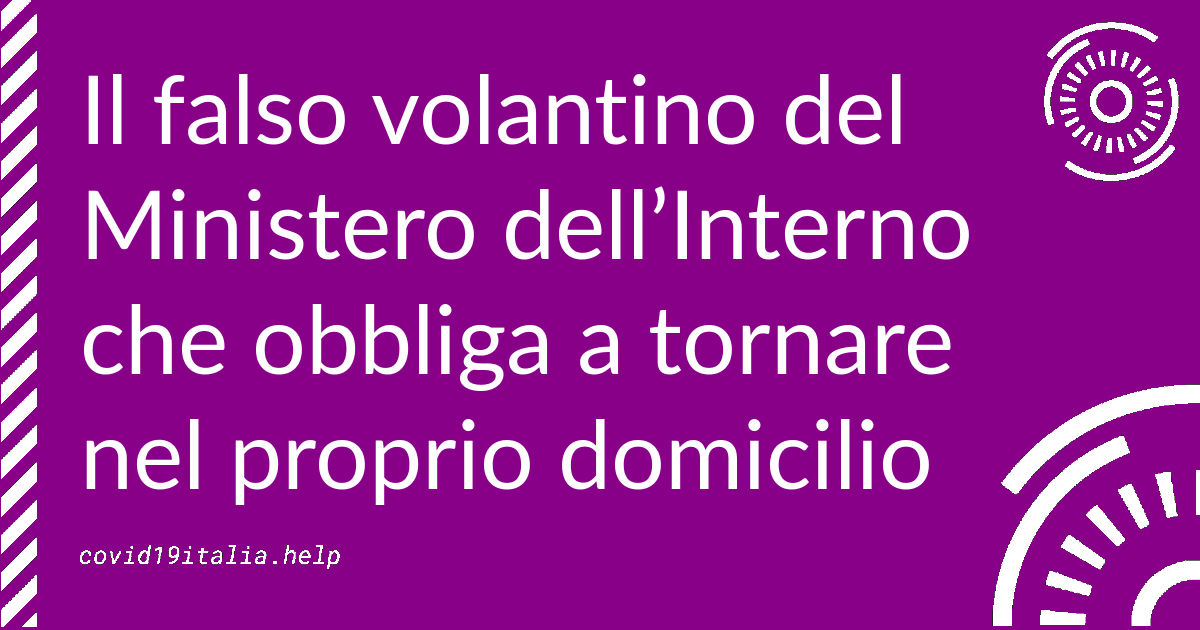 Il falso volantino del
Ministero dell’Interno
che obbliga a tornare
nel proprio domicilio
covid19italia.help